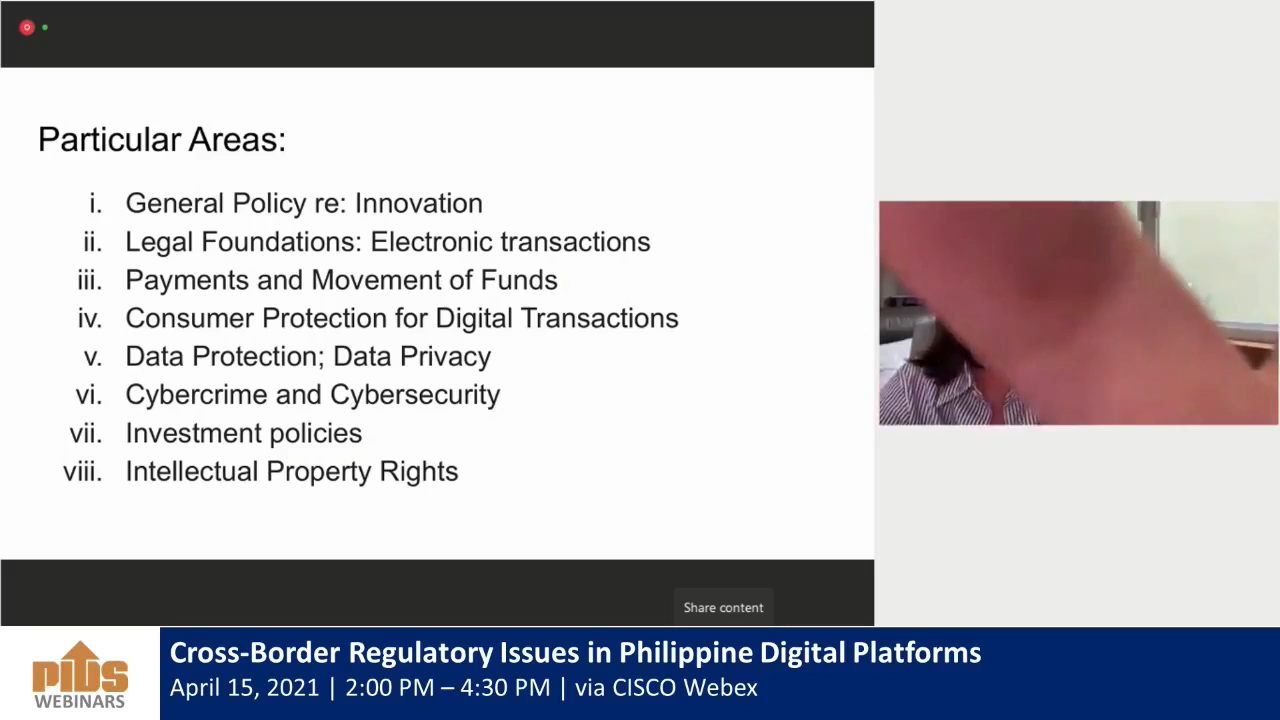 Particular Areas:
i. General Policy re: Innovation
ii. Legal Foundations: Electronic transactions
iii. Payments and Movement of Funds
iv. Consumer Protection for Digital Transactions
v. Data Protection; Data Privacy
vi. Cybercrime and Cybersecurity
vii. Investment policies
viii. Intellectual Property Rights
Share content
PIDS
WEBINARS
Cross-Border Regulatory Issues in Philippine Digital Platforms
April 15, 2021 | 2:00 PM – 4:30 PM | via CISCO Webex